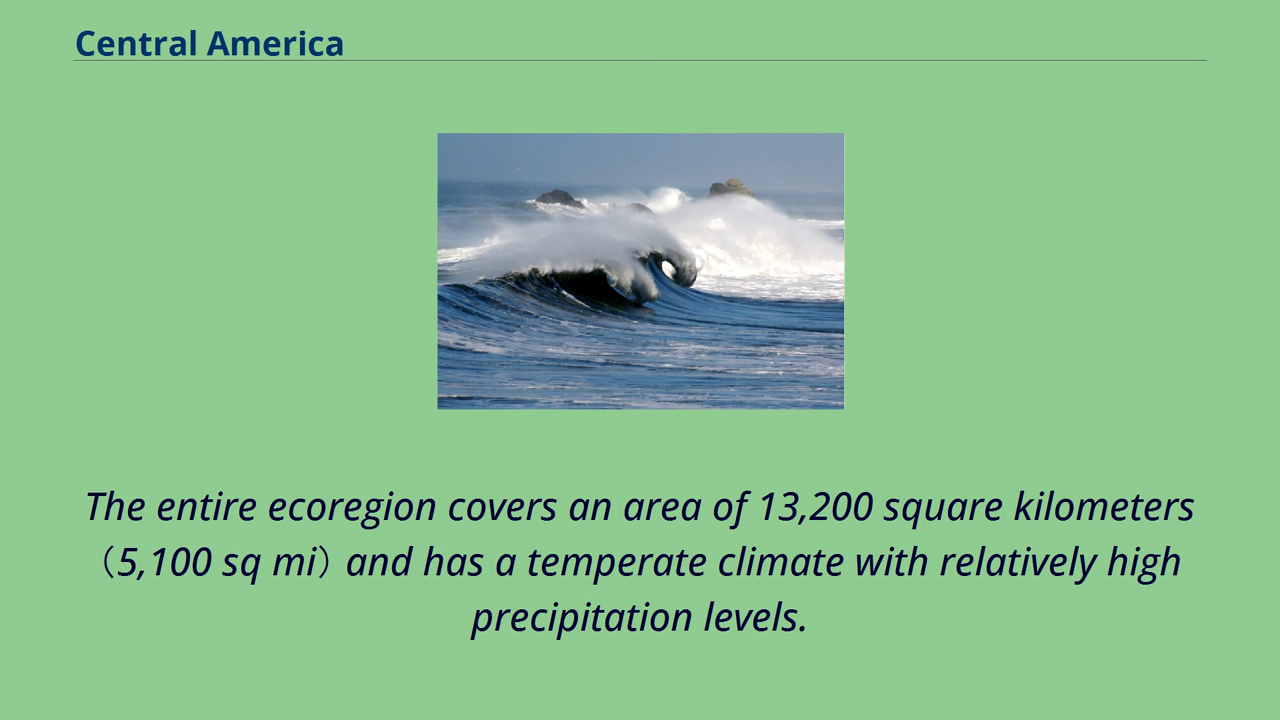 Central America
The entire ecoregion covers an area of 13,200 square kilometers
（5,100 sq mi）and has a temperate climate with relatively high
precipitation levels.